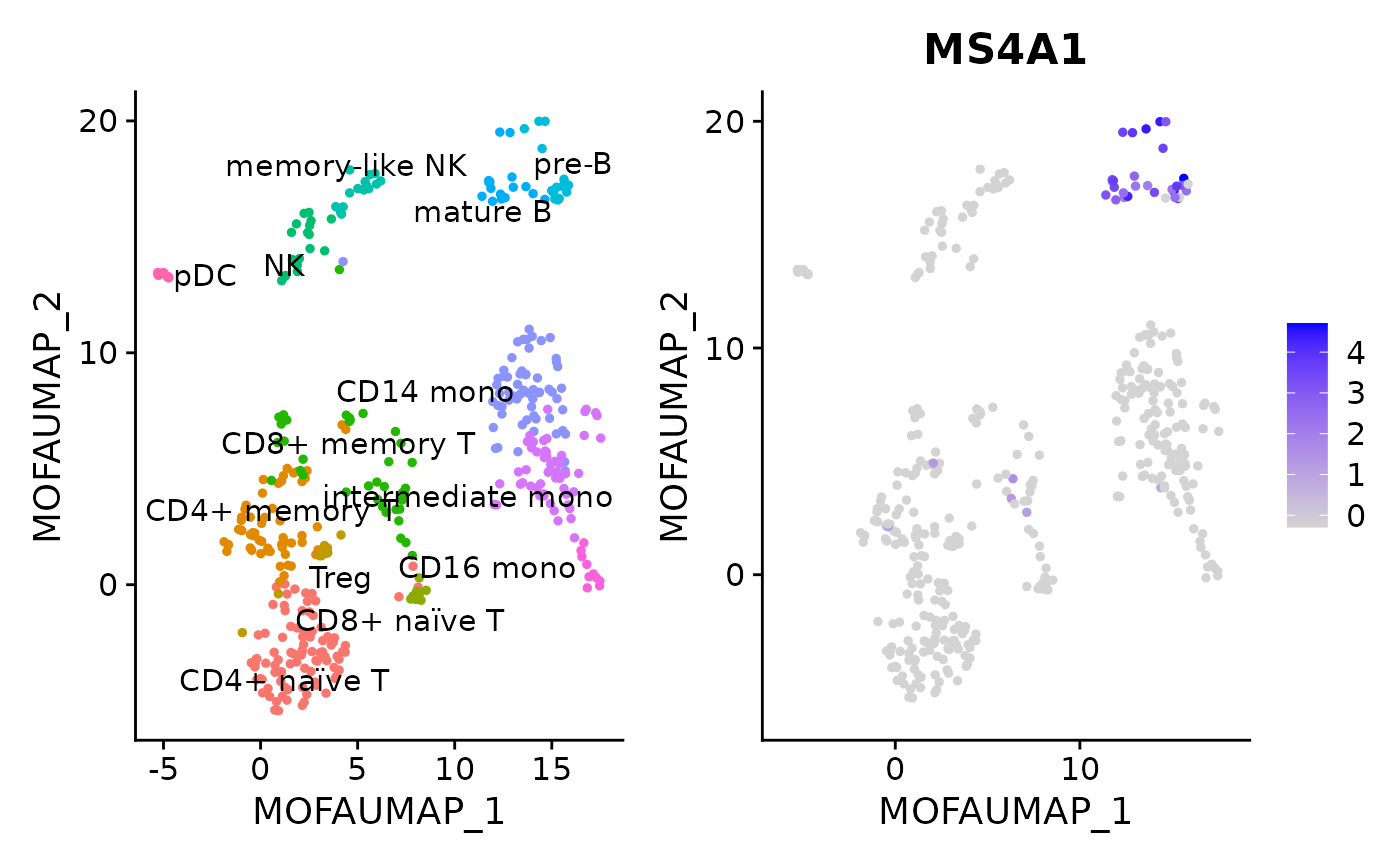 MS4A1
20
10
0
MOFAUMAP_2
memory-like NK
pre-B
mature B
pDC
NK
CD14 mono
CD8+ memory T
intermediate mono
CD4+ memory T
CD16 mono
Treg
CD8+ naïve T
CD4+ naïve T
-5
0
5
10
15
MOFAUMAP_1
20
10
0
MOFAUMAP_2
0
10
MOFAUMAP_1
4
3
2
1
0